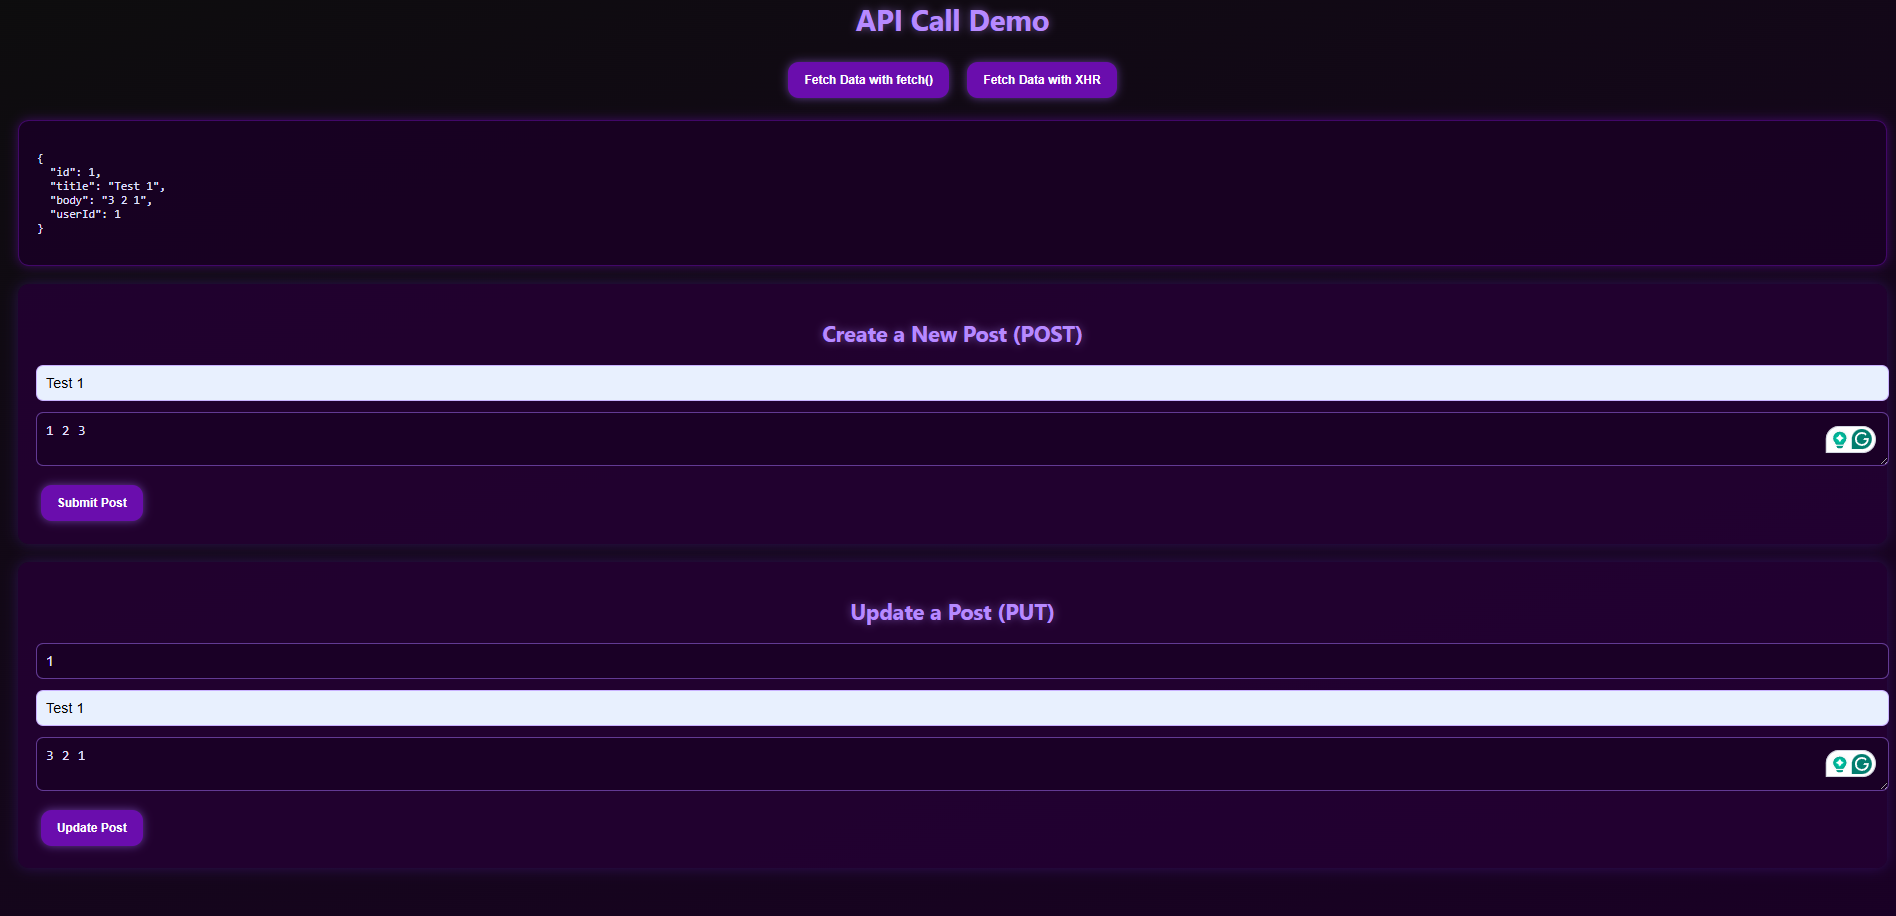 API Call Demo
Fetch Data with fetch() Fetch Data with XHR
{
  "id": 1,
  "title": "Test 1",
  "body": "3 2 1",
  "userId": 1
}
Create a New Post (POST)
Test 1
1 2 3
Submit Post
Update a Post (PUT)
1
Test 1
3 2 1
Update Post